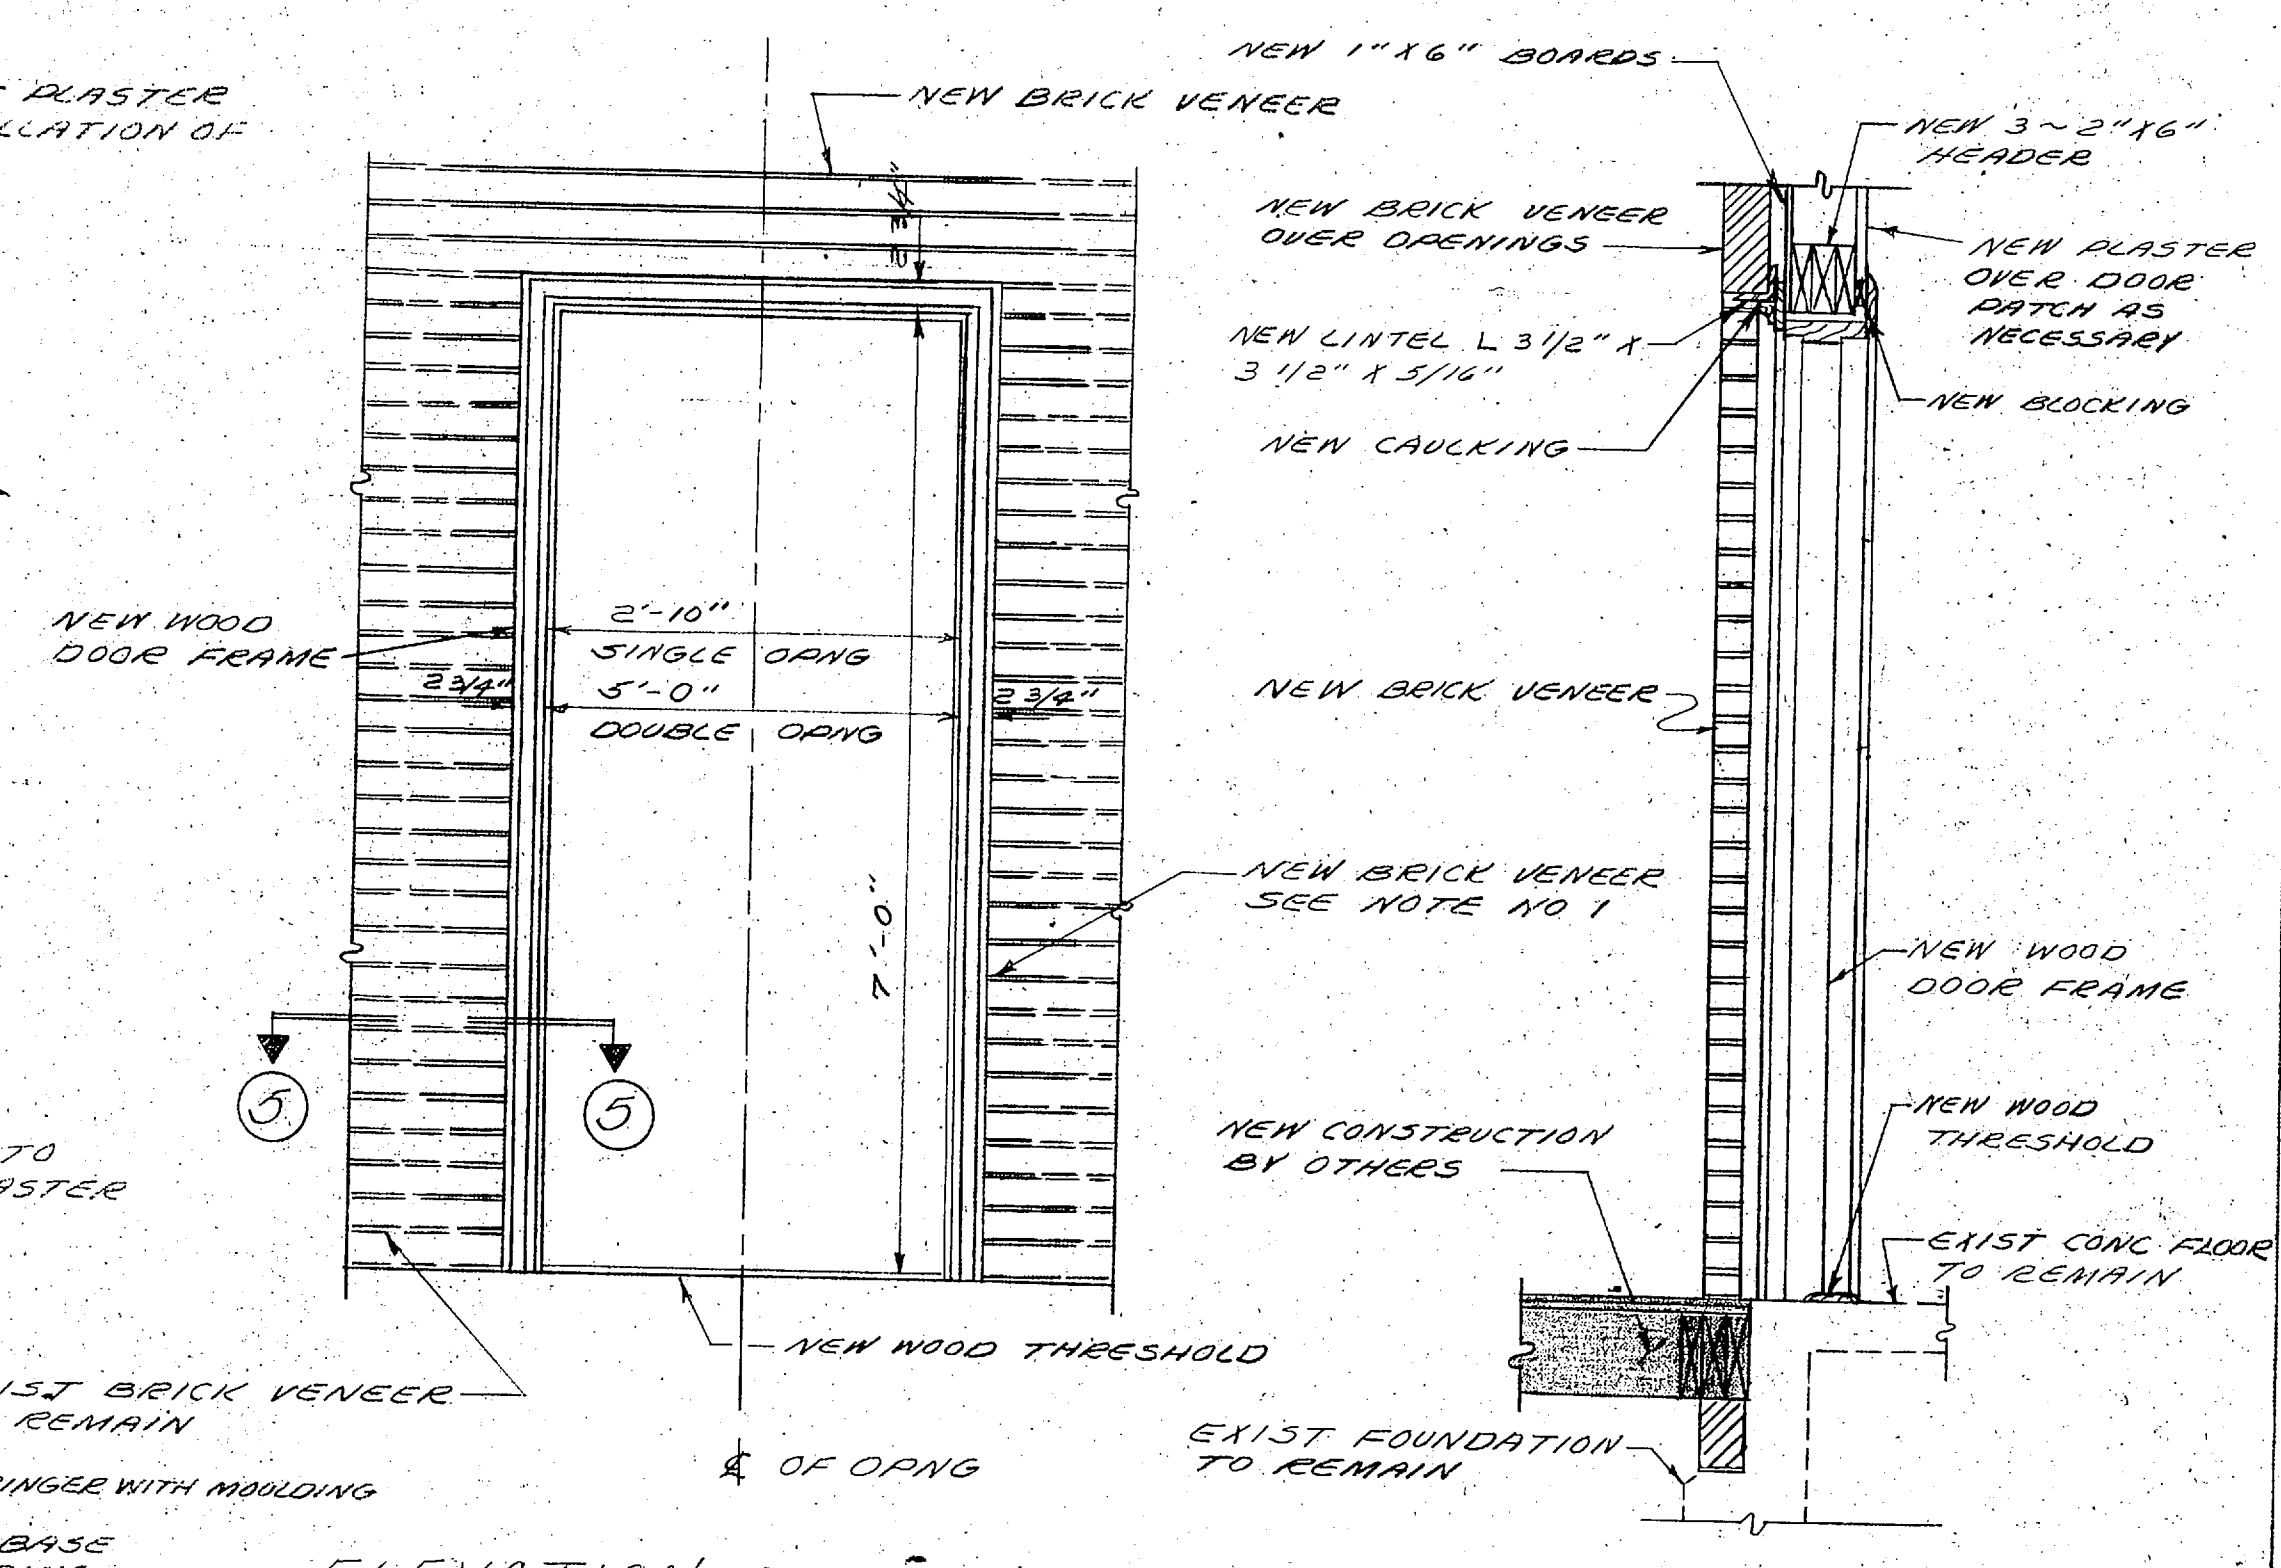 PLASTER
LLATION OF
NEW BRICK VENEER
2 3/4"
NEW WOOD
DOOR FRAME
2 3/4"
2'-10"
SINGLE OPNG
5'-0"
DOUBLE OPNG
2 3/4"
7'-0"
5
5
TO
ASTER
IST BRICK VENEER
REMAIN
INGER WITH MOULDING
BASE
NEW WOOD THRESHOLD
℄ OF OPNG
ELEVATION
NEW 1" X 6" BOARDS
NEW 3~2"X6"
HEADER
NEW BRICK VENEER
OVER OPENINGS
NEW PLASTER
OVER DOOR
PATCH AS
NECESSARY
NEW LINTEL L 3 1/2" X
3 1/2" X 5/16"
NEW BLOCKING
NEW CAULKING
NEW BRICK VENEER
NEW BRICK VENEER
SEE NOTE NO 1
NEW WOOD
DOOR FRAME
NEW CONSTRUCTION
BY OTHERS
NEW WOOD
THRESHOLD
EXIST CONC FLOOR
TO REMAIN
EXIST FOUNDATION
TO REMAIN